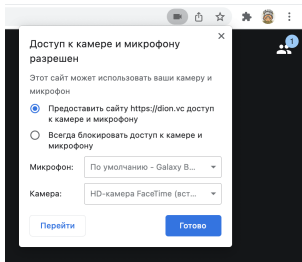 Доступ к камере и микрофону
разрешен
1
Этот сайт может использовать ваши камеру и
микрофон
Предоставить сайту https://dion.vc доступ
к камере и микрофону
Всегда блокировать доступ к камере и
микрофону
Микрофон: По умолчанию - Galaxy B...
Камера: HD-камера FaceTime (вст...
Перейти Готово